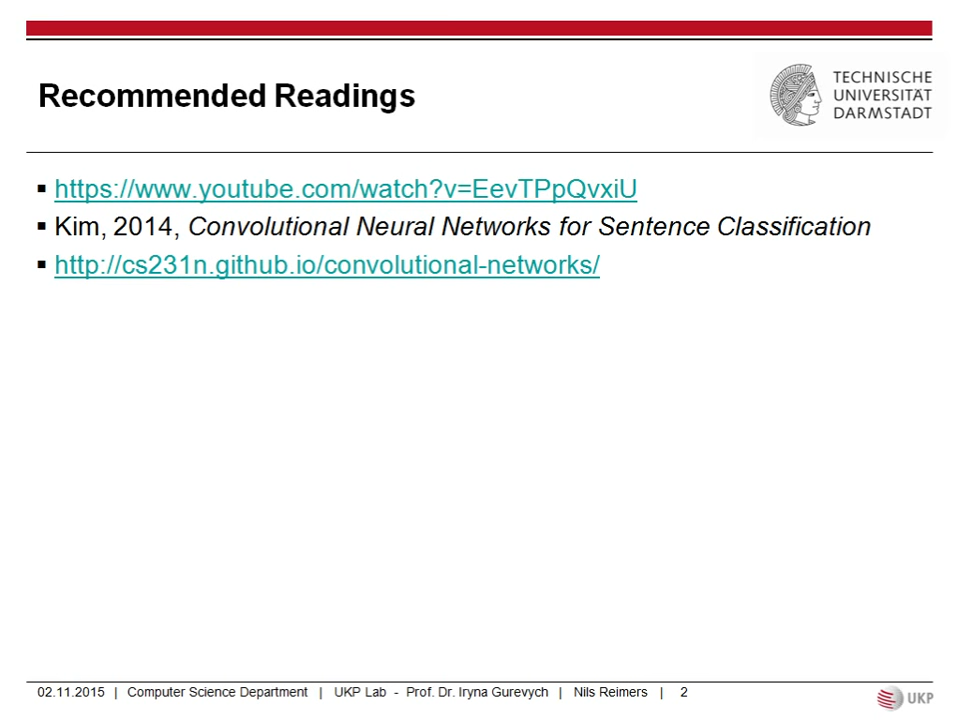 Recommended Readings
TECHNISCHE
UNIVERSITÄT
DARMSTADT
▪ https://www.youtube.com/watch?v=EevTPpQvxiU
▪ Kim, 2014, Convolutional Neural Networks for Sentence Classification
▪ http://cs231n.github.io/convolutional-networks/
02.11.2015 | Computer Science Department | UKP Lab - Prof. Dr. Iryna Gurevych | Nils Reimers | 2
UKP